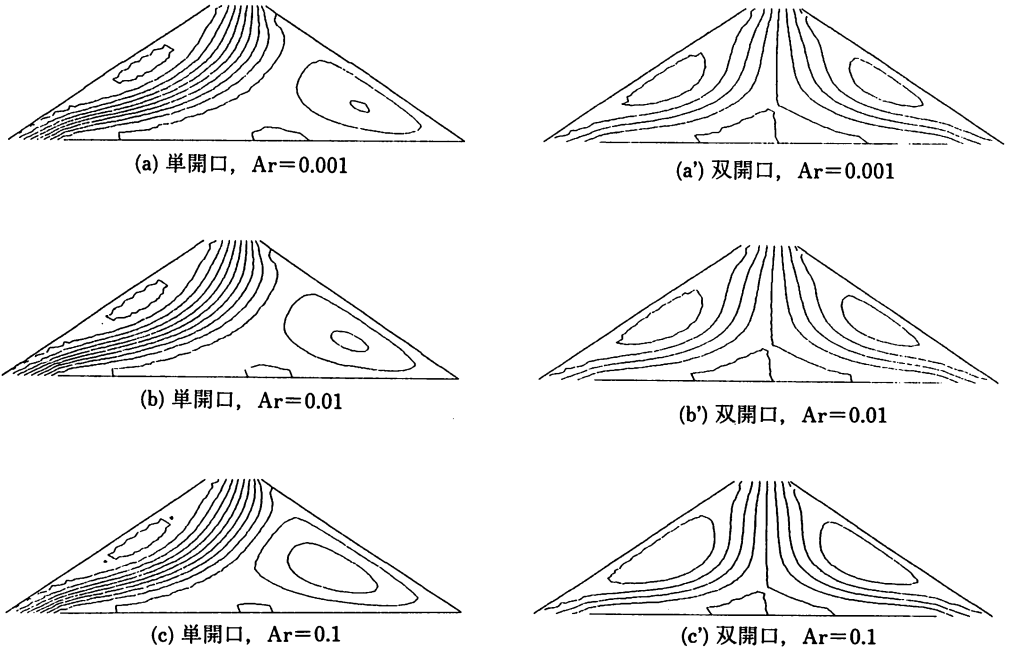 (a) 単開口, Ar=0.001
(a') 双開口, Ar=0.001
(b) 単開口, Ar=0.01
(b') 双開口, Ar=0.01
(c) 単開口, Ar=0.1
(c') 双開口, Ar=0.1